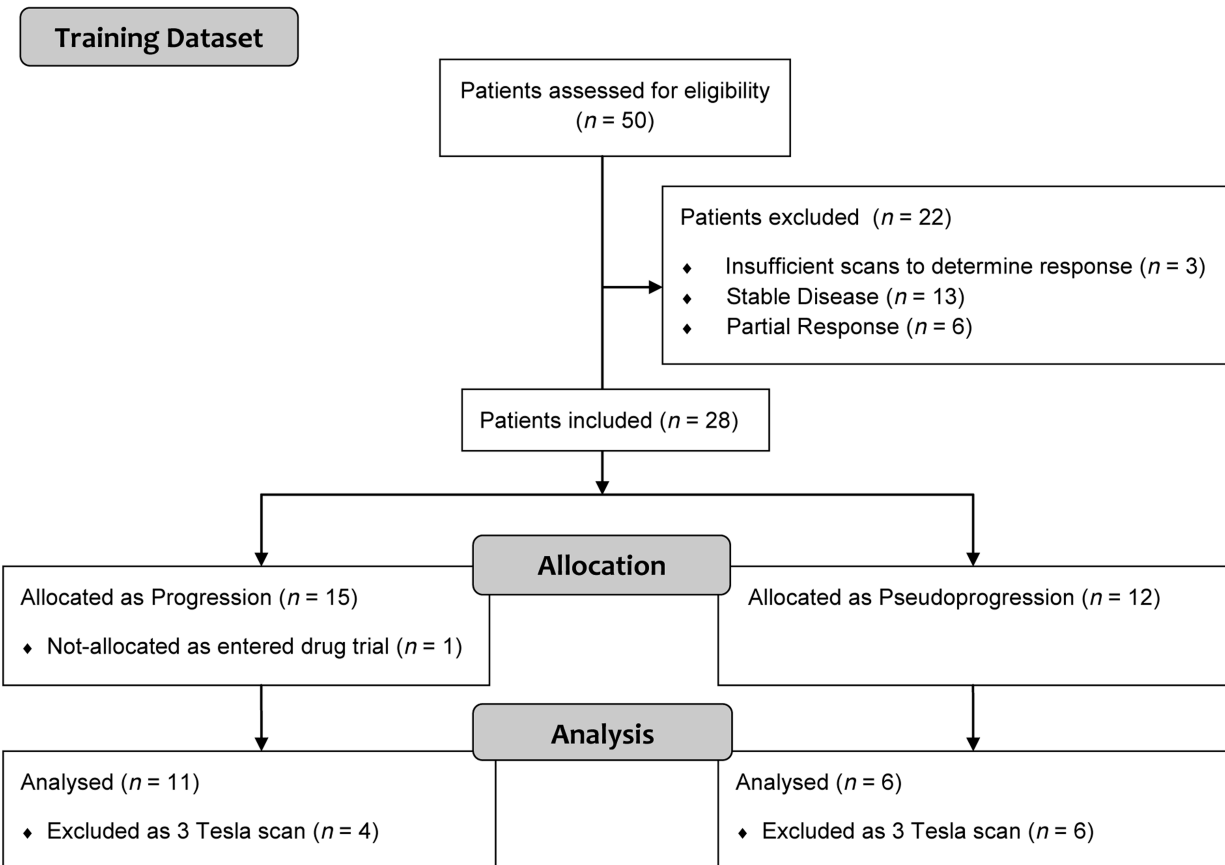 Training Dataset
Patients assessed for eligibility
(n = 50)
Patients excluded (n = 22)
♦ Insufficient scans to determine response (n = 3)
♦ Stable Disease (n = 13)
♦ Partial Response (n = 6)
Patients included (n = 28)
Allocation
Allocated as Progression (n = 15)
♦ Not-allocated as entered drug trial (n = 1)
Allocated as Pseudoprogression (n = 12)
Analysis
Analysed (n = 11)
♦ Excluded as 3 Tesla scan (n = 4)
Analysed (n = 6)
♦ Excluded as 3 Tesla scan (n = 6)